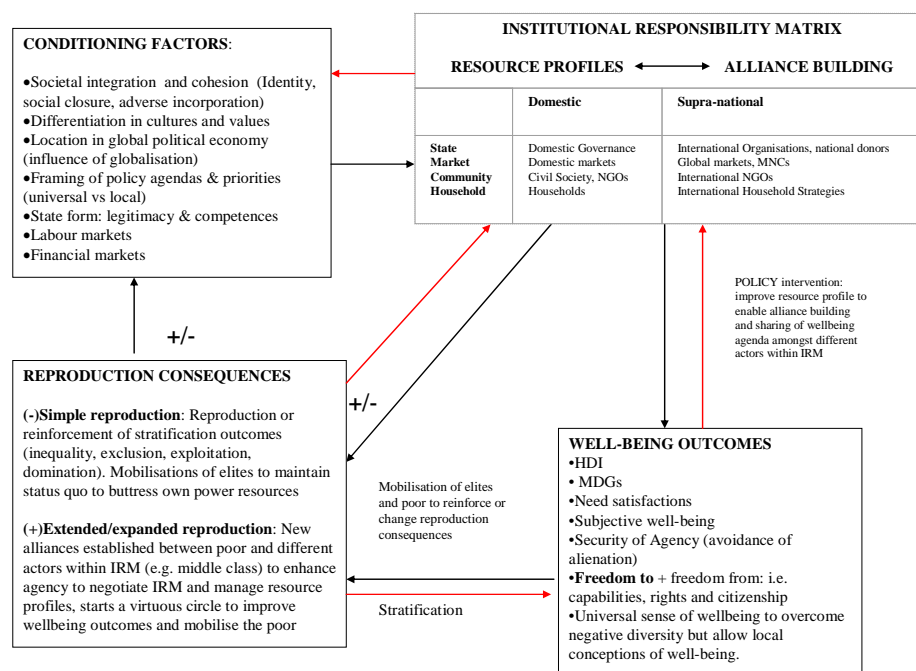 CONDITIONING FACTORS:
•Societal integration and cohesion (Identity,
social closure, adverse incorporation)
•Differentiation in cultures and values
•Location in global political economy
(influence of globalisation)
•Framing of policy agendas & priorities
(universal vs local)
•State form: legitimacy & competences
•Labour markets
•Financial markets
INSTITUTIONAL RESPONSIBILITY MATRIX
RESOURCE PROFILES ALLIANCE BUILDING
Domestic Supra-national
State Domestic Governance International Organisations, national donors
Market Domestic markets Global markets, MNCs
Community Civil Society, NGOs International NGOs
Household Households International Household Strategies
+/-
POLICY intervention:
improve resource profile to
enable alliance building
and sharing of wellbeing
agenda amongst different
actors within IRM
REPRODUCTION CONSEQUENCES
(-)Simple reproduction: Reproduction or
reinforcement of stratification outcomes
(inequality, exclusion, exploitation,
domination). Mobilisations of elites to maintain
status quo to buttress own power resources
(+)Extended/expanded reproduction: New
alliances established between poor and different
actors within IRM (e.g. middle class) to enhance
agency to negotiate IRM and manage resource
profiles, starts a virtuous circle to improve
wellbeing outcomes and mobilise the poor
+/-
Mobilisation of elites
and poor to reinforce or
change reproduction
consequences
Stratification
WELL-BEING OUTCOMES
•HDI
• MDGs
•Need satisfactions
•Subjective well-being
•Security of Agency (avoidance of
alienation)
•Freedom to + freedom from: i.e.
capabilities, rights and citizenship
•Universal sense of wellbeing to overcome
negative diversity but allow local
conceptions of well-being.